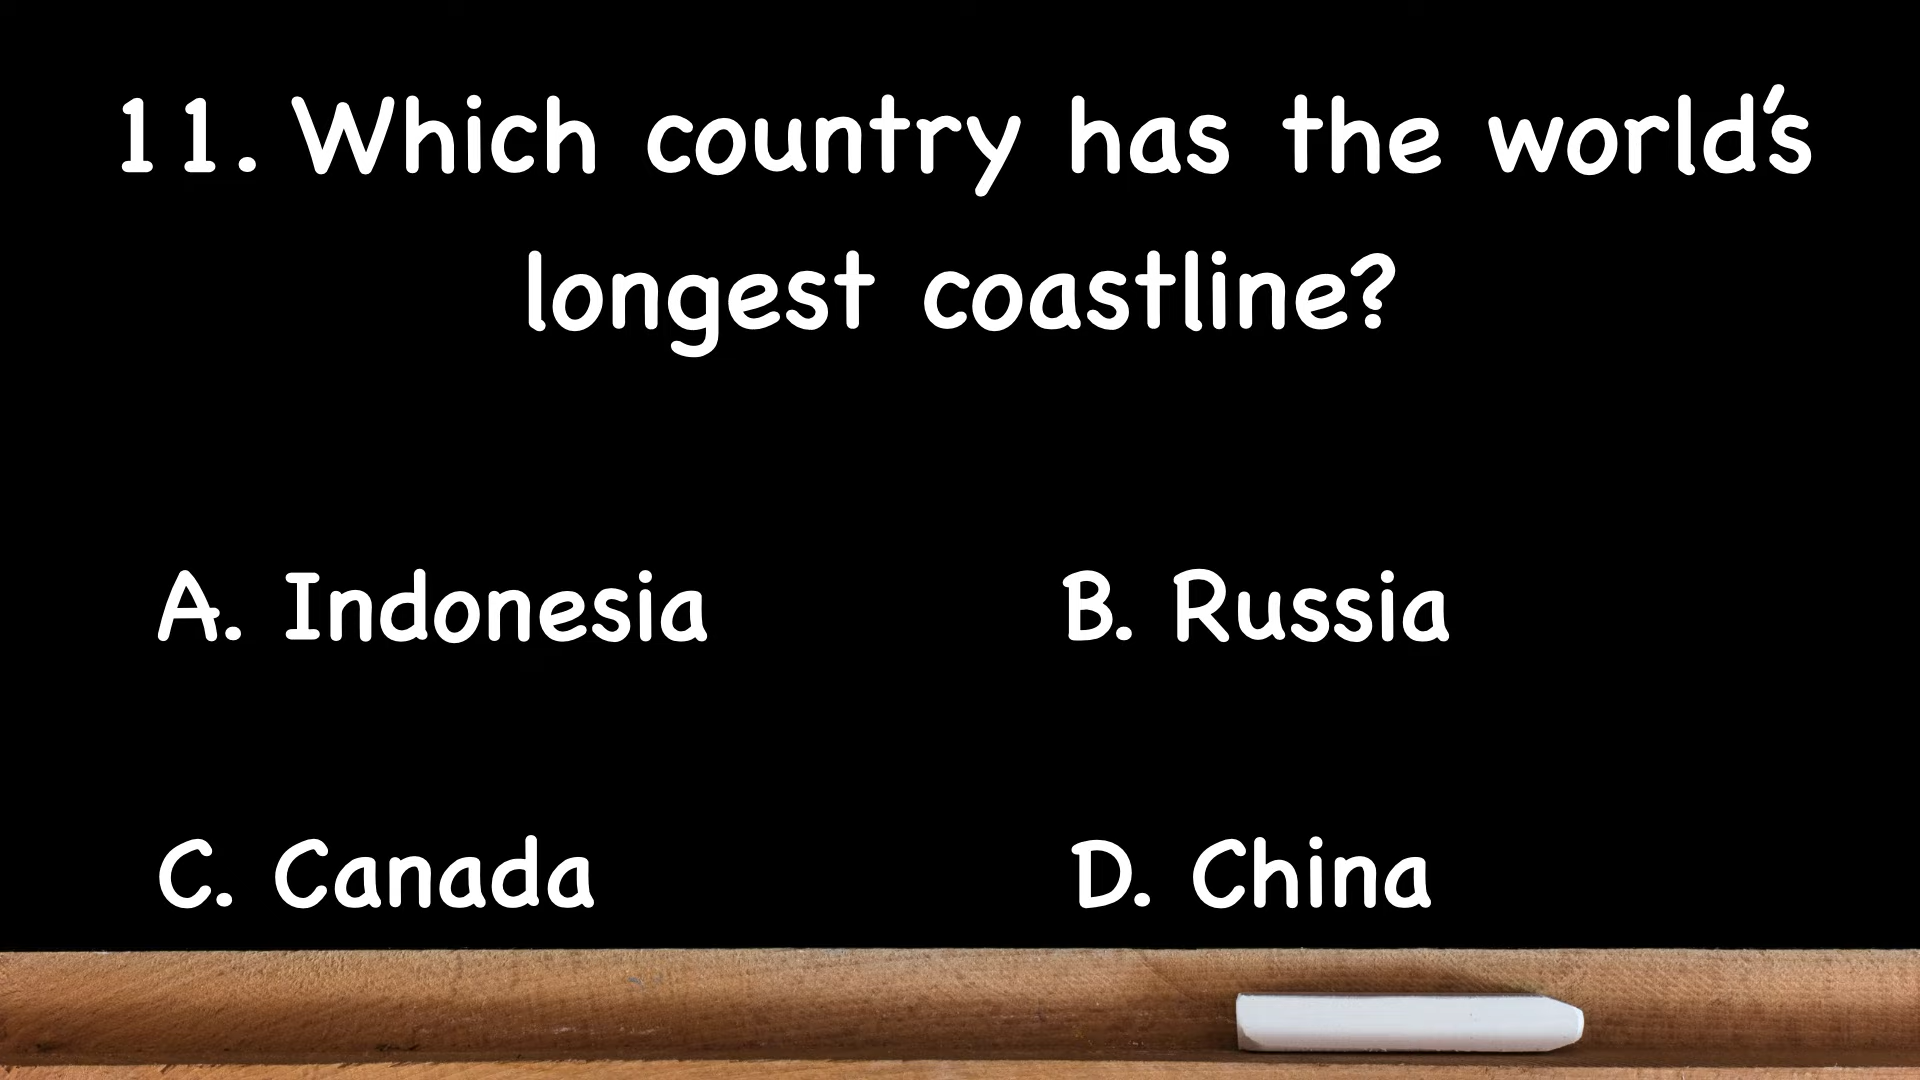 11. Which country has the world's
longest coastline?
A. Indonesia
B. Russia
C. Canada
D. China